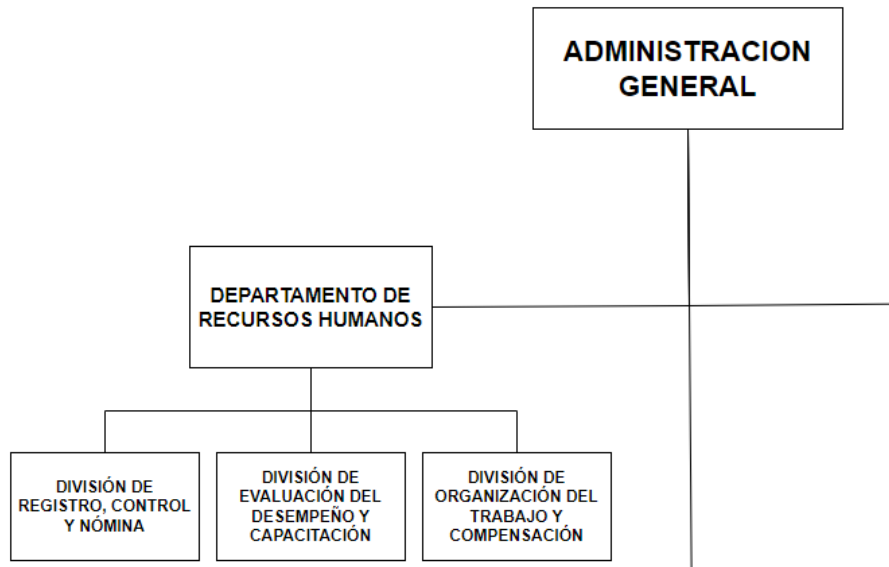 ADMINISTRACION
GENERAL
DEPARTAMENTO DE
RECURSOS HUMANOS
DIVISIÓN DE
REGISTRO, CONTROL
Y NÓMINA
DIVISIÓN DE
EVALUACIÓN DEL
DESEMPEÑO Y
CAPACITACIÓN
DIVISIÓN DE
ORGANIZACIÓN DEL
TRABAJO Y
COMPENSACIÓN